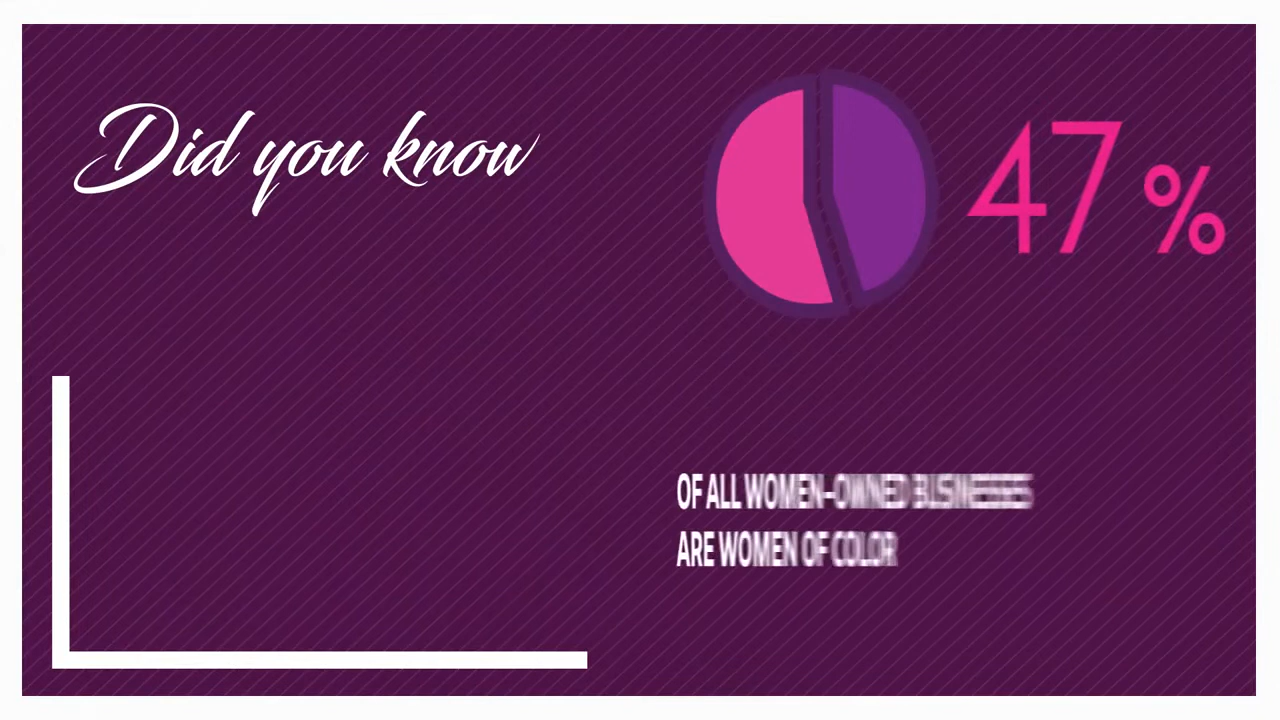 Did you know
47 %
OF ALL WOMEN-OWNED BUSINESSES
ARE WOMEN OF COLOR